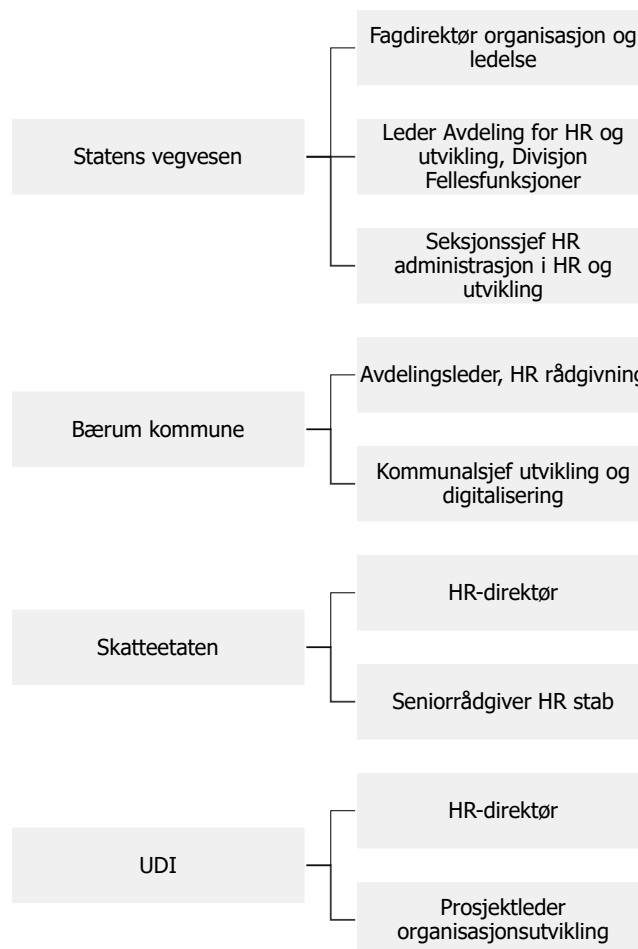 Fagdirektør organisasjon og
ledelse
Statens vegvesen
Leder Avdeling for HR og
utvikling, Divisjon
Fellesfunksjoner
Seksjonssjef HR
administrasjon i HR og
utvikling
Avdelingsleder, HR rådgivning
Bærum kommune
Kommunalsjef utvikling og
digitalisering
HR-direktør
Skatteetaten
Seniorrådgiver HR stab
HR-direktør
UDI
Prosjektleder
organisasjonsutvikling